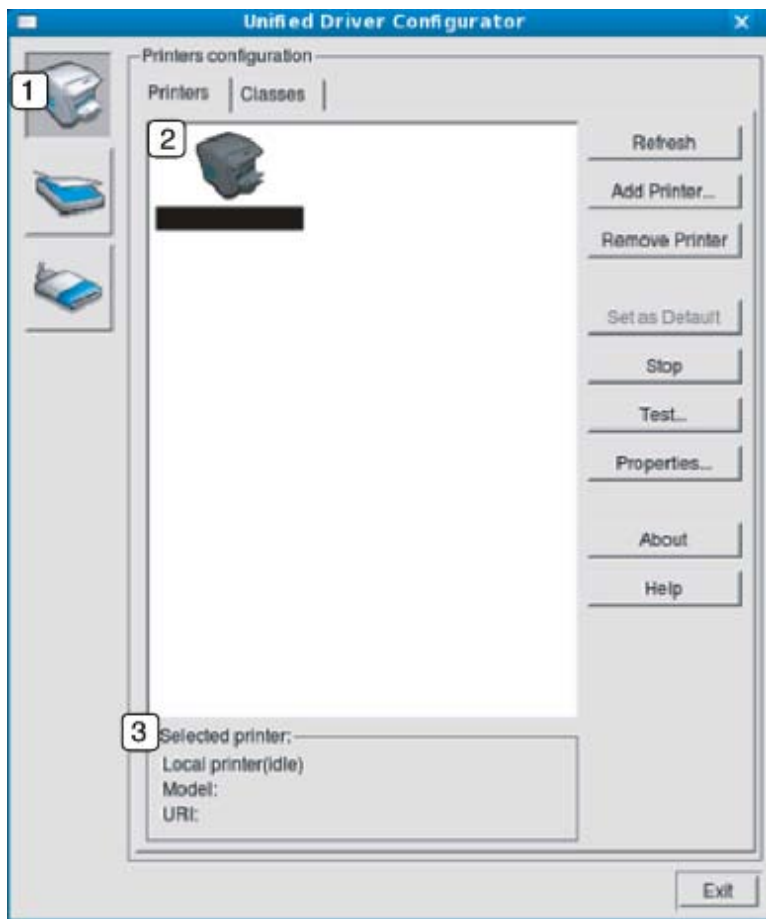 Unified Driver Configurator
1
Printers configuration
Printers
Classes
2
Refresh
Add Printer...
Remove Printer
Set as Default
Stop
Test...
Properties...
About
Help
3
Selected printer:
Local printer(idle)
Model:
URI:
Exit